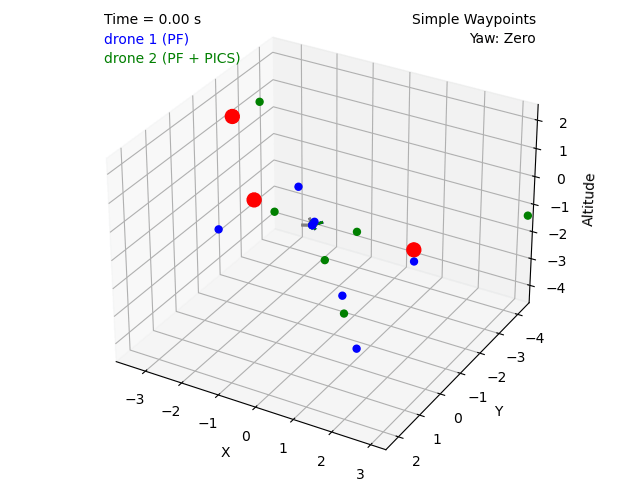 Time = 0.00 s
Simple Waypoints
drone 1 (PF)
Yaw: Zero
drone 2 (PF + PICS)
2
1
0
−1
−2
−3
−4
Altitude
−4
−3
−2
−1
0
1
2
Y
−3
−2
−1
0
1
2
3
X